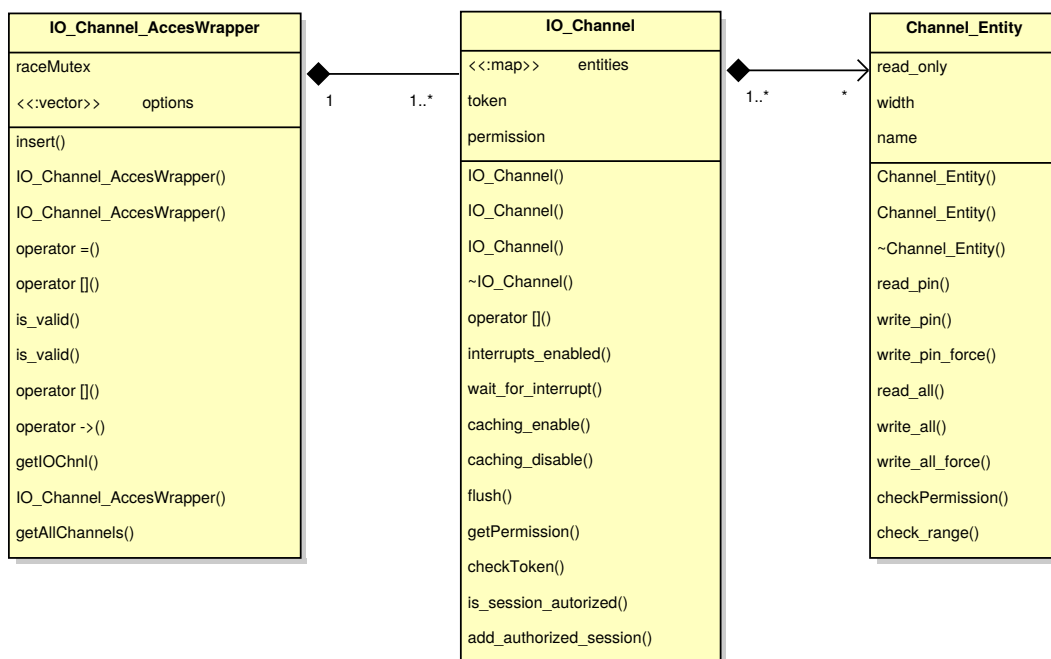 IO_Channel_AccesWrapper
raceMutex
<<:vector>> options
insert()
IO_Channel_AccesWrapper()
IO_Channel_AccesWrapper()
operator =()
operator []()
is_valid()
is_valid()
operator []()
operator ->()
getIOChnl()
IO_Channel_AccesWrapper()
getAllChannels()
1
1..*
IO_Channel
<<:map>> entities
token
permission
IO_Channel()
IO_Channel()
IO_Channel()
~IO_Channel()
operator []()
interrupts_enabled()
wait_for_interrupt()
caching_enable()
caching_disable()
flush()
getPermission()
checkToken()
is_session_autorized()
add_authorized_session()
1..*
*
Channel_Entity
read_only
width
name
Channel_Entity()
Channel_Entity()
~Channel_Entity()
read_pin()
write_pin()
write_pin_force()
read_all()
write_all()
write_all_force()
checkPermission()
check_range()